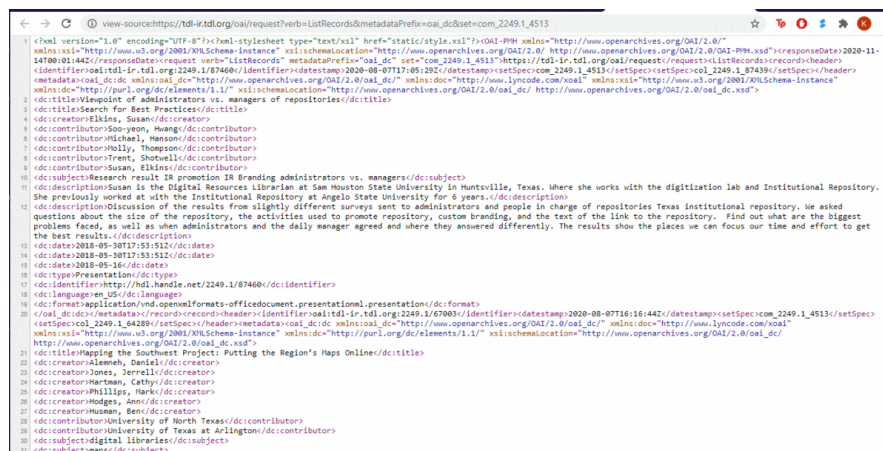 view-source:https://tdl-ir.tdl.org/oai/request?verb=ListRecords&metadataPrefix=oai_dc&set=com_2249.1_4513
1 <?xml version="1.0" encoding="UTF-8"?><?xml-stylesheet type="text/xsl" href="static/style.xsl"?><OAI-PMH xmlns="http://www.openarchives.org/OAI/2.0/"
xmlns:xsi="http://www.w3.org/2001/XMLSchema-instance" xsi:schemaLocation="http://www.openarchives.org/OAI/2.0/ http://www.openarchives.org/OAI/2.0/OAI-PMH.xsd"><responseDate>2020-11-
14T00:01:44Z</responseDate><request verb="ListRecords" metadataPrefix="oai_dc" set="com_2249.1_4513">https://tdl-ir.tdl.org/oai/request</request><ListRecords><record><header>
<identifier>oai:tdl-ir.tdl.org:2249.1/87460</identifier><datestamp>2020-08-07T17:05:29Z</datestamp><setSpec>com_2249.1_4513</setSpec><setSpec>col_2249.1_87439</setSpec></header>
<metadata><oai_dc:dc xmlns:oai_dc="http://www.openarchives.org/OAI/2.0/oai_dc/" xmlns:doc="http://www.lyncode.com/xoai" xmlns:xsi="http://www.w3.org/2001/XMLSchema-instance"
xmlns:dc="http://purl.org/dc/elements/1.1/" xsi:schemaLocation="http://www.openarchives.org/OAI/2.0/oai_dc/ http://www.openarchives.org/OAI/2.0/oai_dc.xsd">
2 <dc:title>Viewpoint of administrators vs. managers of repositories</dc:title>
3 <dc:title>Search for Best Practices</dc:title>
4 <dc:creator>Elkins, Susan</dc:creator>
5 <dc:contributor>Soo-yeon, Hwang</dc:contributor>
6 <dc:contributor>Michael, Hanson</dc:contributor>
7 <dc:contributor>Molly, Thompson</dc:contributor>
8 <dc:contributor>Trent, Shotwell</dc:contributor>
9 <dc:contributor>Susan, Elkins</dc:contributor>
10 <dc:subject>Research result IR promotion IR Branding administrators vs. managers</dc:subject>
11 <dc:description>Susan is the Digital Resources Librarian at Sam Houston State University in Huntsville, Texas. Where she works with the digitization lab and Institutional Repository.
She previously worked at with the Institutional Repository at Angelo State University for 6 years.</dc:description>
12 <dc:description>Discussion of the results from slightly different surveys sent to administrators and people in charge of repositories Texas institutional repository. We asked
questions about the size of the repository, the activities used to promote repository, custom branding, and the text of the link to the repository.  Find out what are the biggest
problems faced, as well as when administrators and the daily manager agreed and where they answered differently. The results show the places we can focus our time and effort to get
the best results.</dc:description>
13 <dc:date>2018-05-30T17:53:51Z</dc:date>
14 <dc:date>2018-05-30T17:53:51Z</dc:date>
15 <dc:date>2018-05-16</dc:date>
16 <dc:type>Presentation</dc:type>
17 <dc:identifier>http://hdl.handle.net/2249.1/87460</dc:identifier>
18 <dc:language>en_US</dc:language>
19 <dc:format>application/vnd.openxmlformats-officedocument.presentationml.presentation</dc:format>
20 </oai_dc:dc></metadata></record><record><header><identifier>oai:tdl-ir.tdl.org:2249.1/67003</identifier><datestamp>2020-08-07T16:16:44Z</datestamp><setSpec>com_2249.1_4513</setSpec>
<setSpec>col_2249.1_64289</setSpec></header><metadata><oai_dc:dc xmlns:oai_dc="http://www.openarchives.org/OAI/2.0/oai_dc/" xmlns:doc="http://www.lyncode.com/xoai"
xmlns:xsi="http://www.w3.org/2001/XMLSchema-instance" xmlns:dc="http://purl.org/dc/elements/1.1/" xsi:schemaLocation="http://www.openarchives.org/OAI/2.0/oai_dc/
http://www.openarchives.org/OAI/2.0/oai_dc.xsd">
21 <dc:title>Mapping the Southwest Project: Putting the Region's Maps Online</dc:title>
22 <dc:creator>Alemneh, Daniel</dc:creator>
23 <dc:creator>Jones, Jerrell</dc:creator>
24 <dc:creator>Hartman, Cathy</dc:creator>
25 <dc:creator>Phillips, Mark</dc:creator>
26 <dc:creator>Hodges, Ann</dc:creator>
27 <dc:creator>Husman, Ben</dc:creator>
28 <dc:contributor>University of North Texas</dc:contributor>
29 <dc:contributor>University of Texas at Arlington</dc:contributor>
30 <dc:subject>digital libraries</dc:subject>
31 <dc:subject>maps</dc:subject>